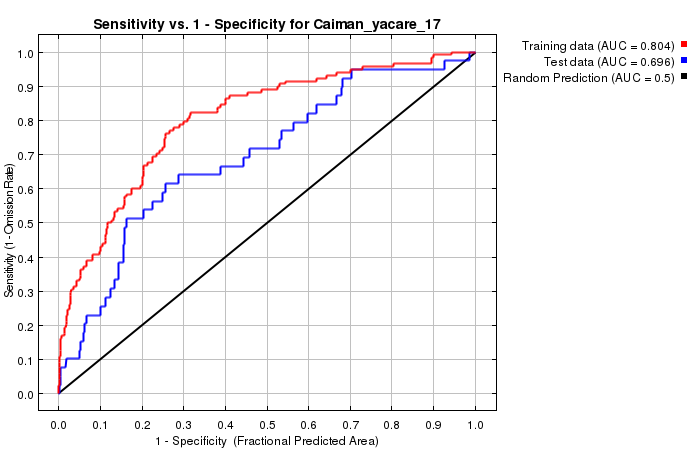 Sensitivity vs. 1 - Specificity for Caiman_yacare_17
Training data (AUC = 0.804)
Test data (AUC = 0.696)
Random Prediction (AUC = 0.5)
Sensitivity (1 - Omission Rate)
1.0
0.9
0.8
0.7
0.6
0.5
0.4
0.3
0.2
0.1
0.0
0.0 0.1 0.2 0.3 0.4 0.5 0.6 0.7 0.8 0.9 1.0
1 - Specificity (Fractional Predicted Area)